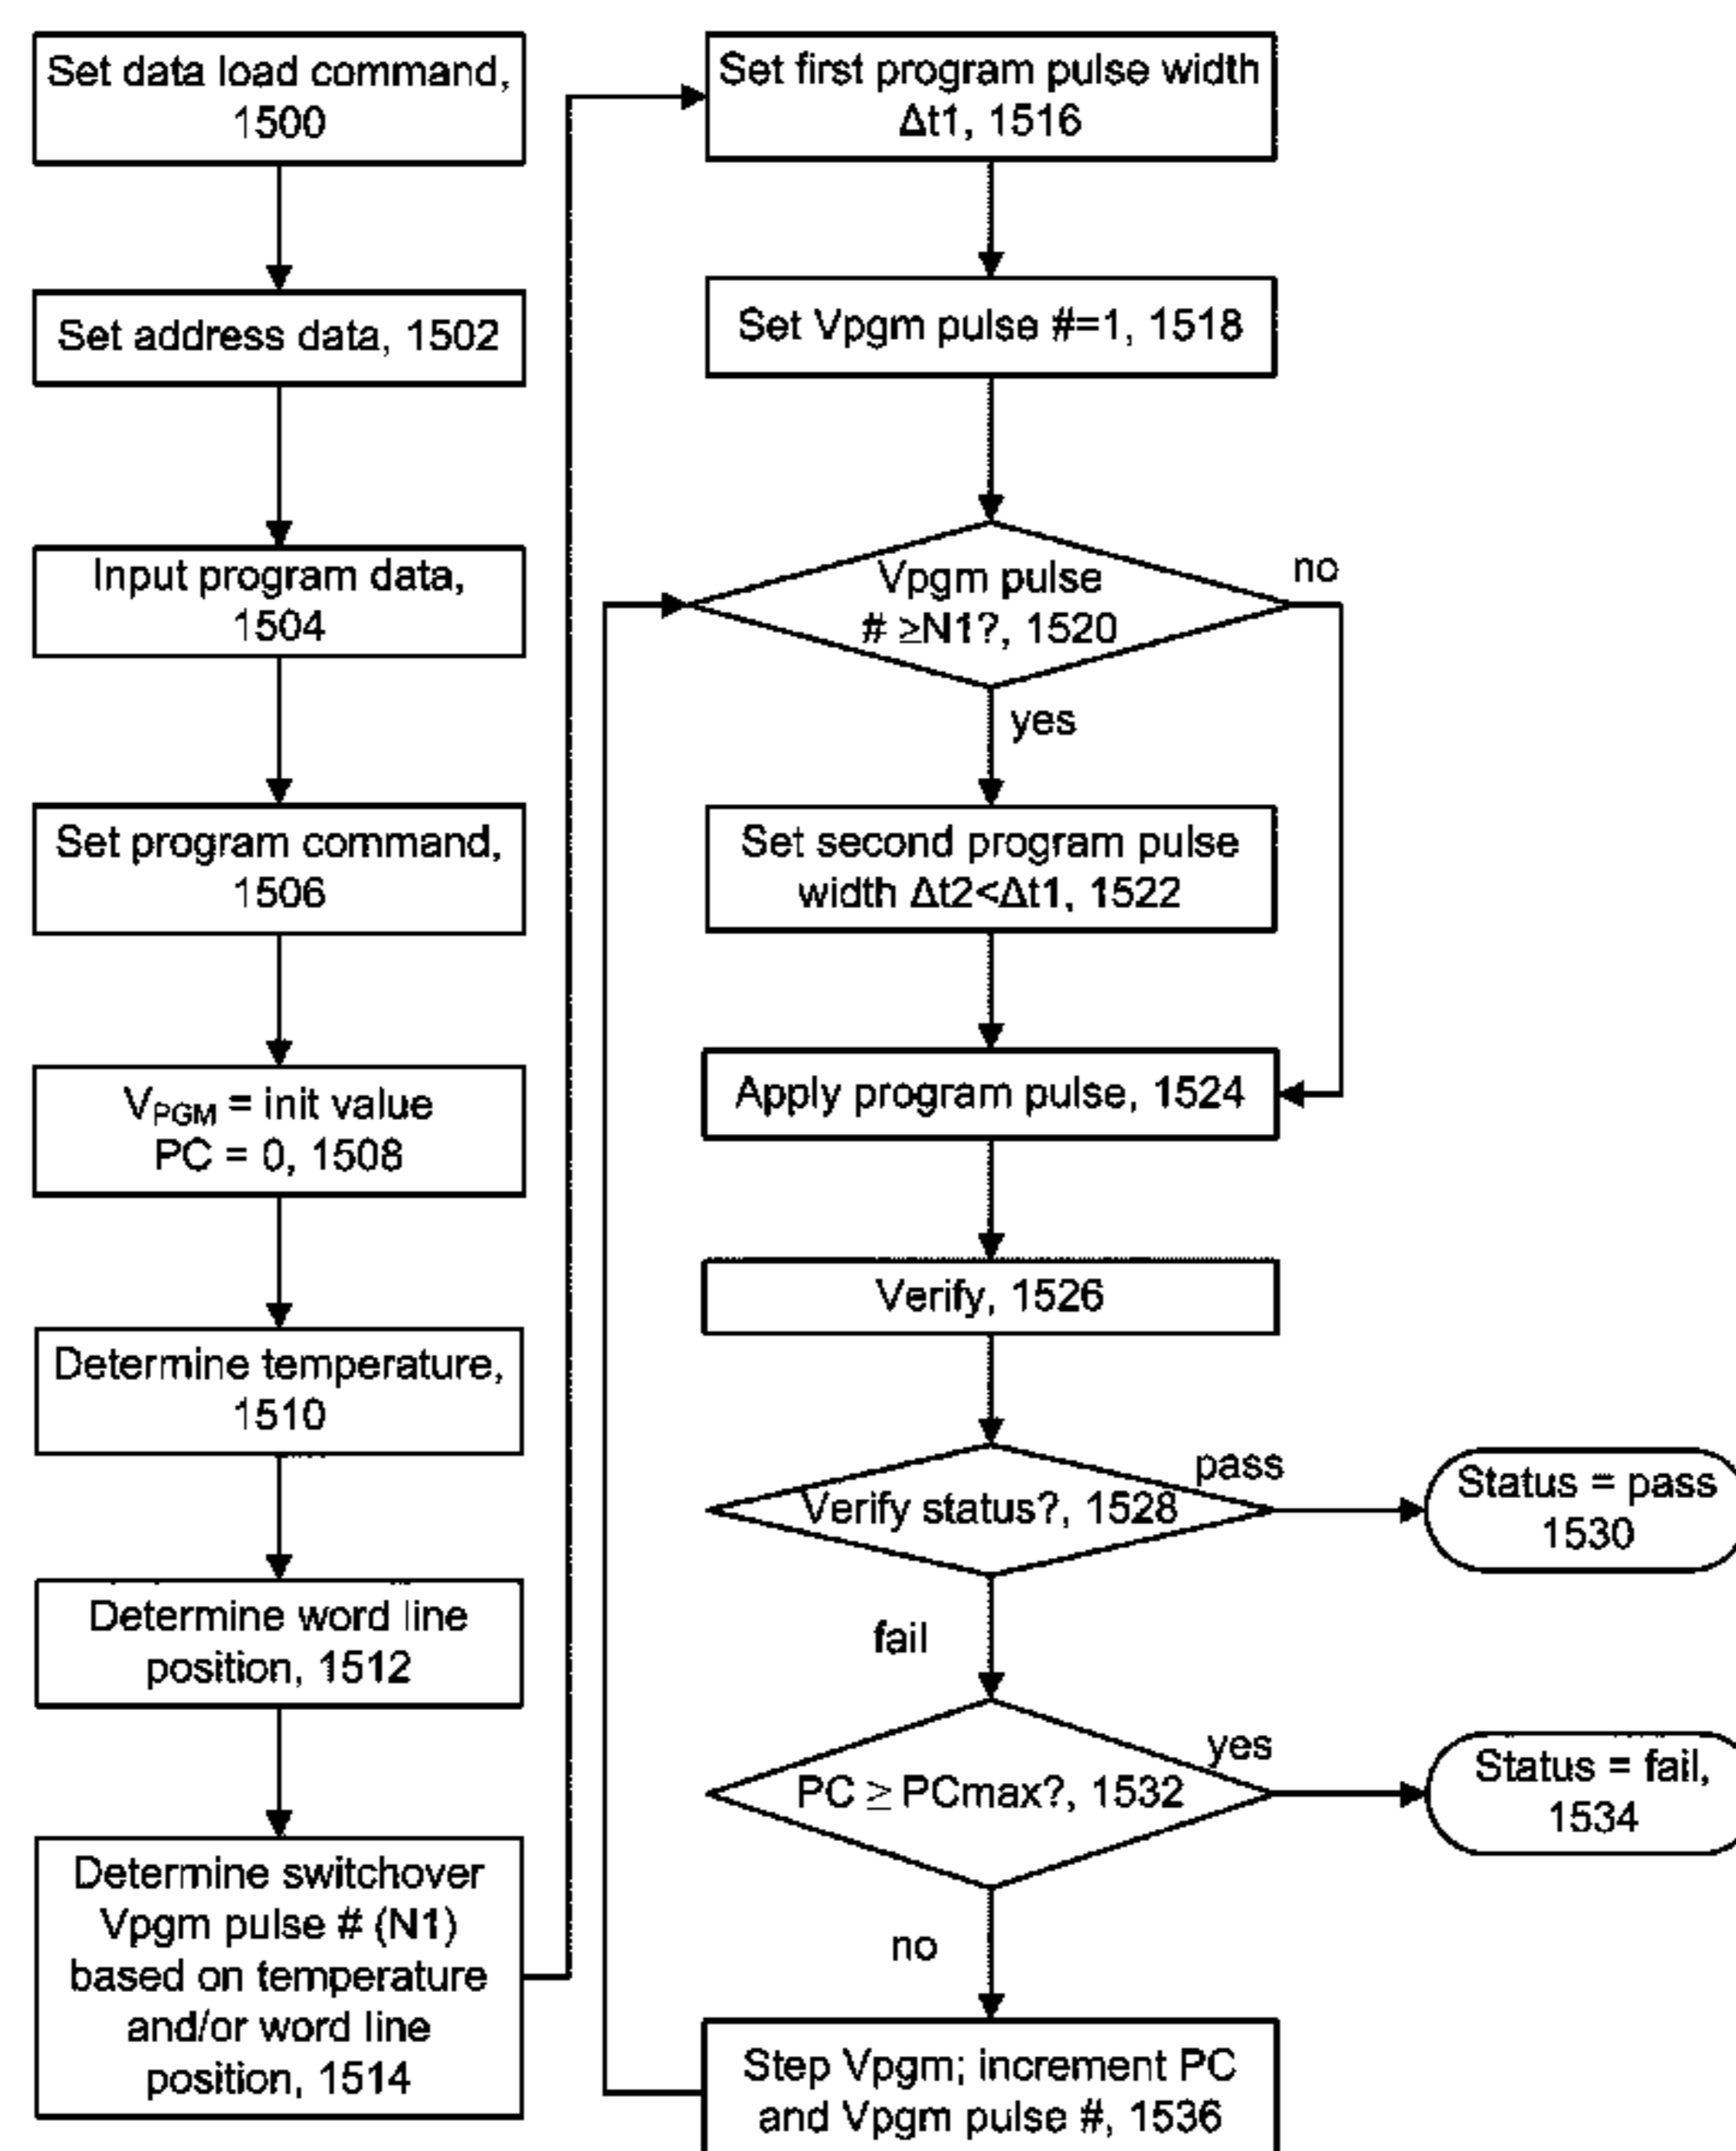 Set data load command,
1500
Set address data, 1502
Input program data,
1504
Set program command,
1506
VPGM = init value
PC = 0, 1508
Determine temperature,
1510
Determine word line
position, 1512
Determine switchover
Vpgm pulse # (N1)
based on temperature
and/or word line
position, 1514
Set first program pulse width
Δt1, 1516
Set Vpgm pulse #=1, 1518
Vpgm pulse
# ≥N1?, 1520
no
yes
Set second program pulse
width Δt2<Δt1, 1522
Apply program pulse, 1524
Verify, 1526
Verify status?, 1528
pass
Status = pass
1530
fail
PC ≥ PCmax?, 1532
yes
Status = fail,
1534
no
Step Vpgm; increment PC
and Vpgm pulse #, 1536